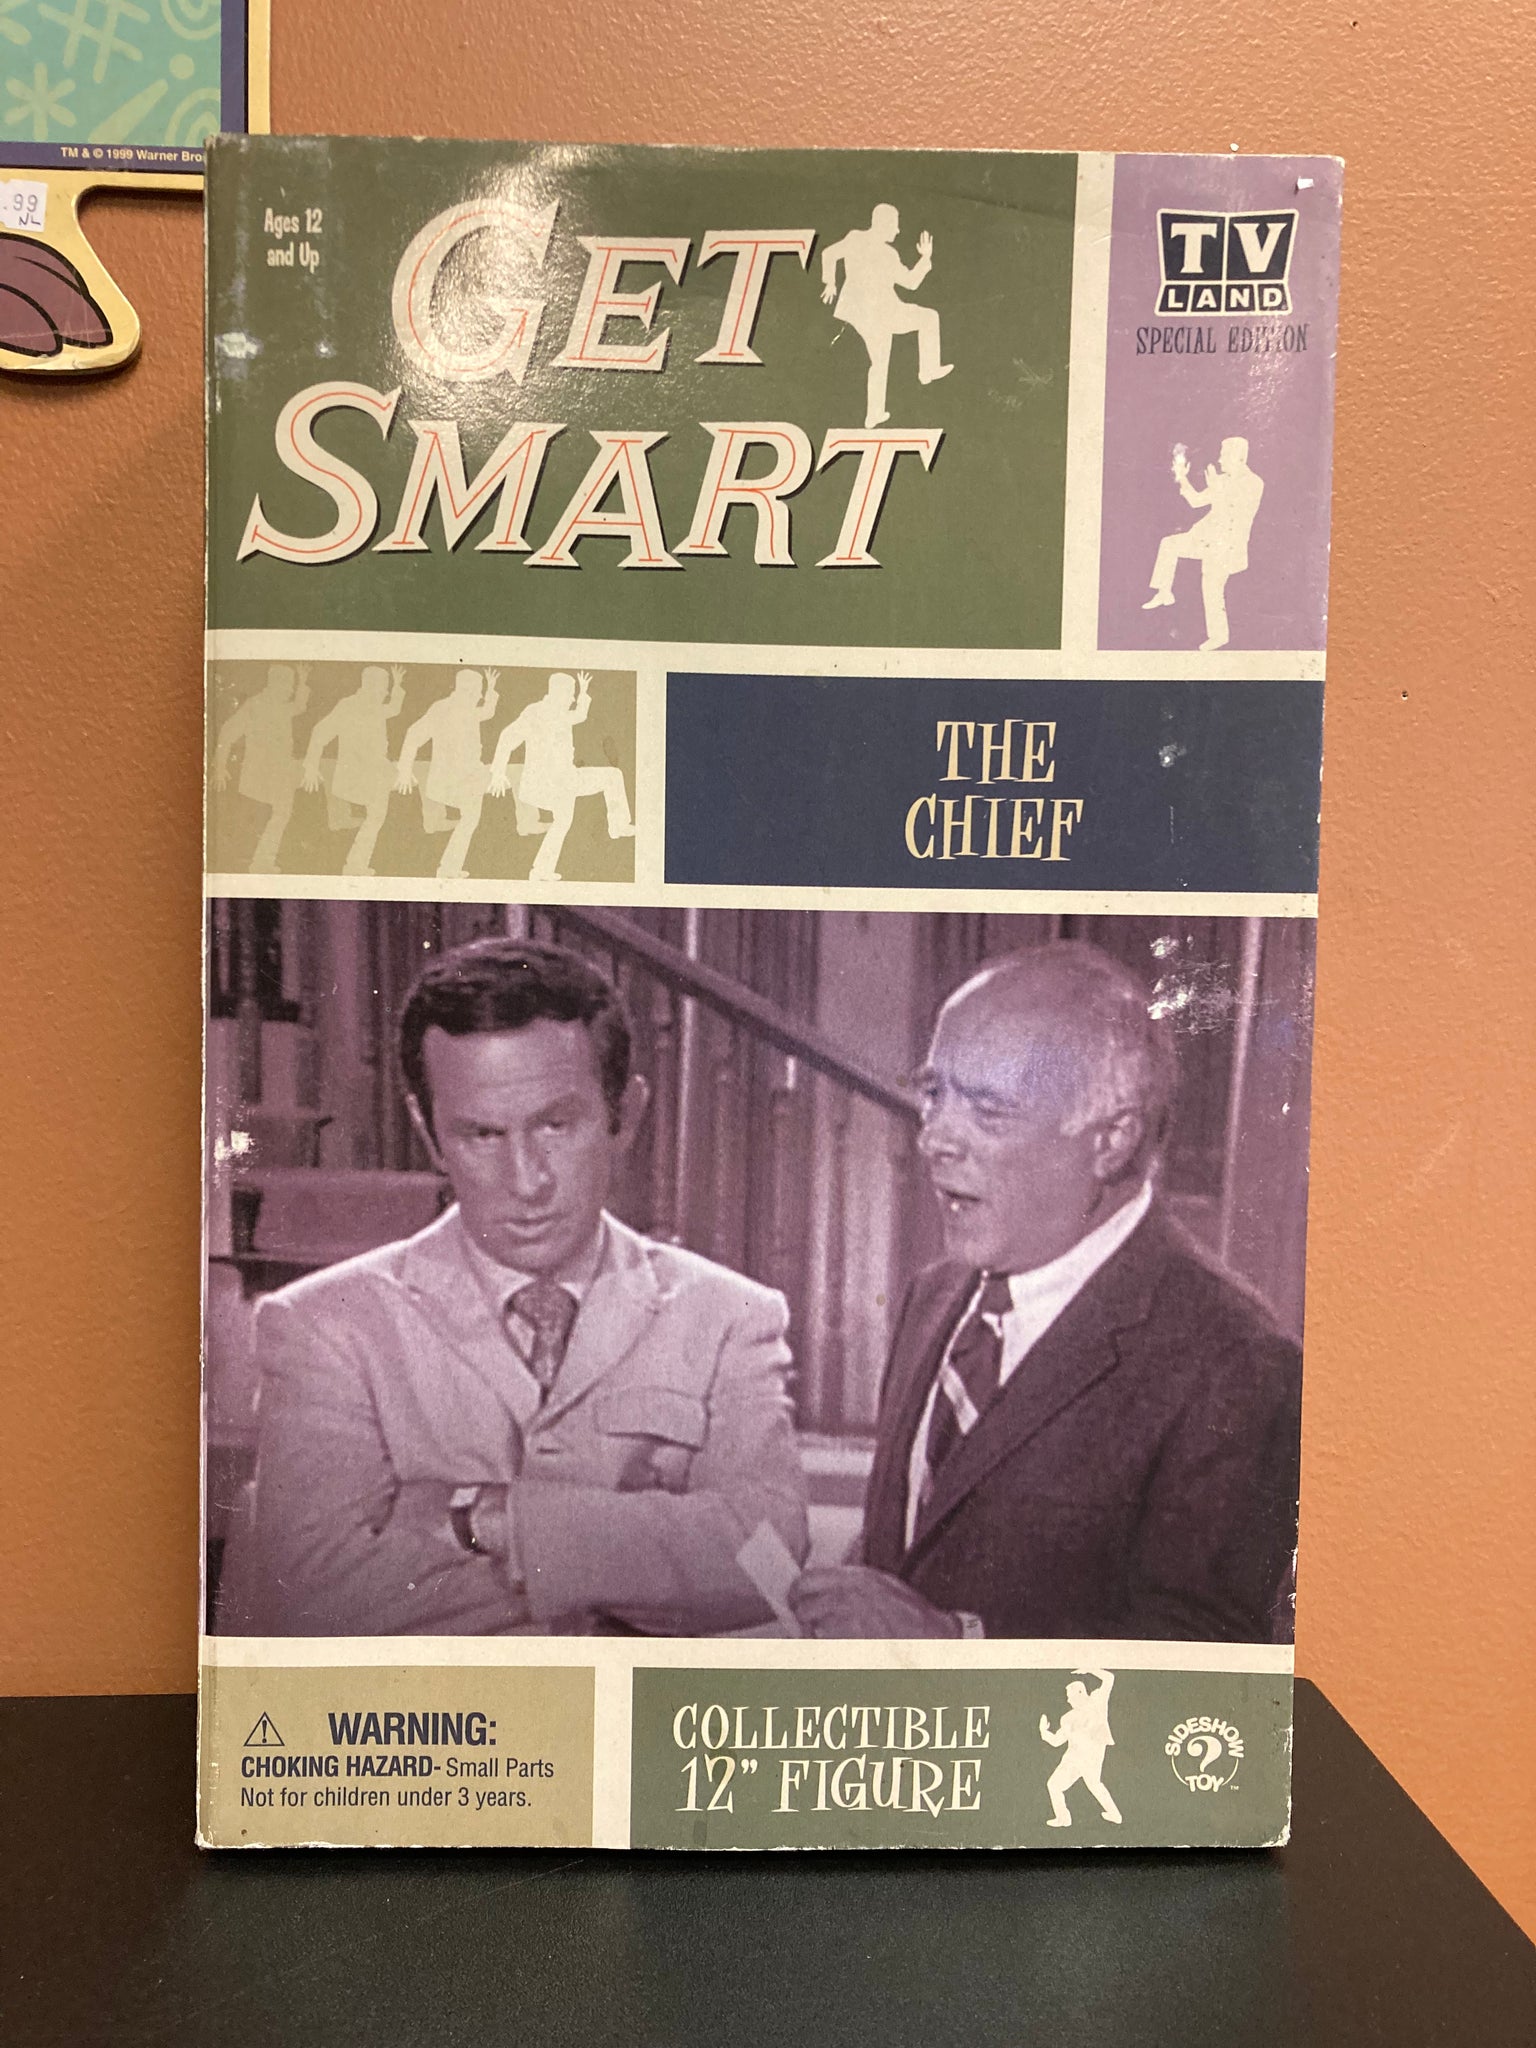 TM & © 1999 Warner Bro
.99
NL
Ages 12
and Up
GET
SMART
TV
LAND
SPECIAL EDITION
THE
CHIEF
WARNING:
CHOKING HAZARD- Small Parts
Not for children under 3 years.
COLLECTIBLE
12" FIGURE
SIDESHOW
?
TOY™